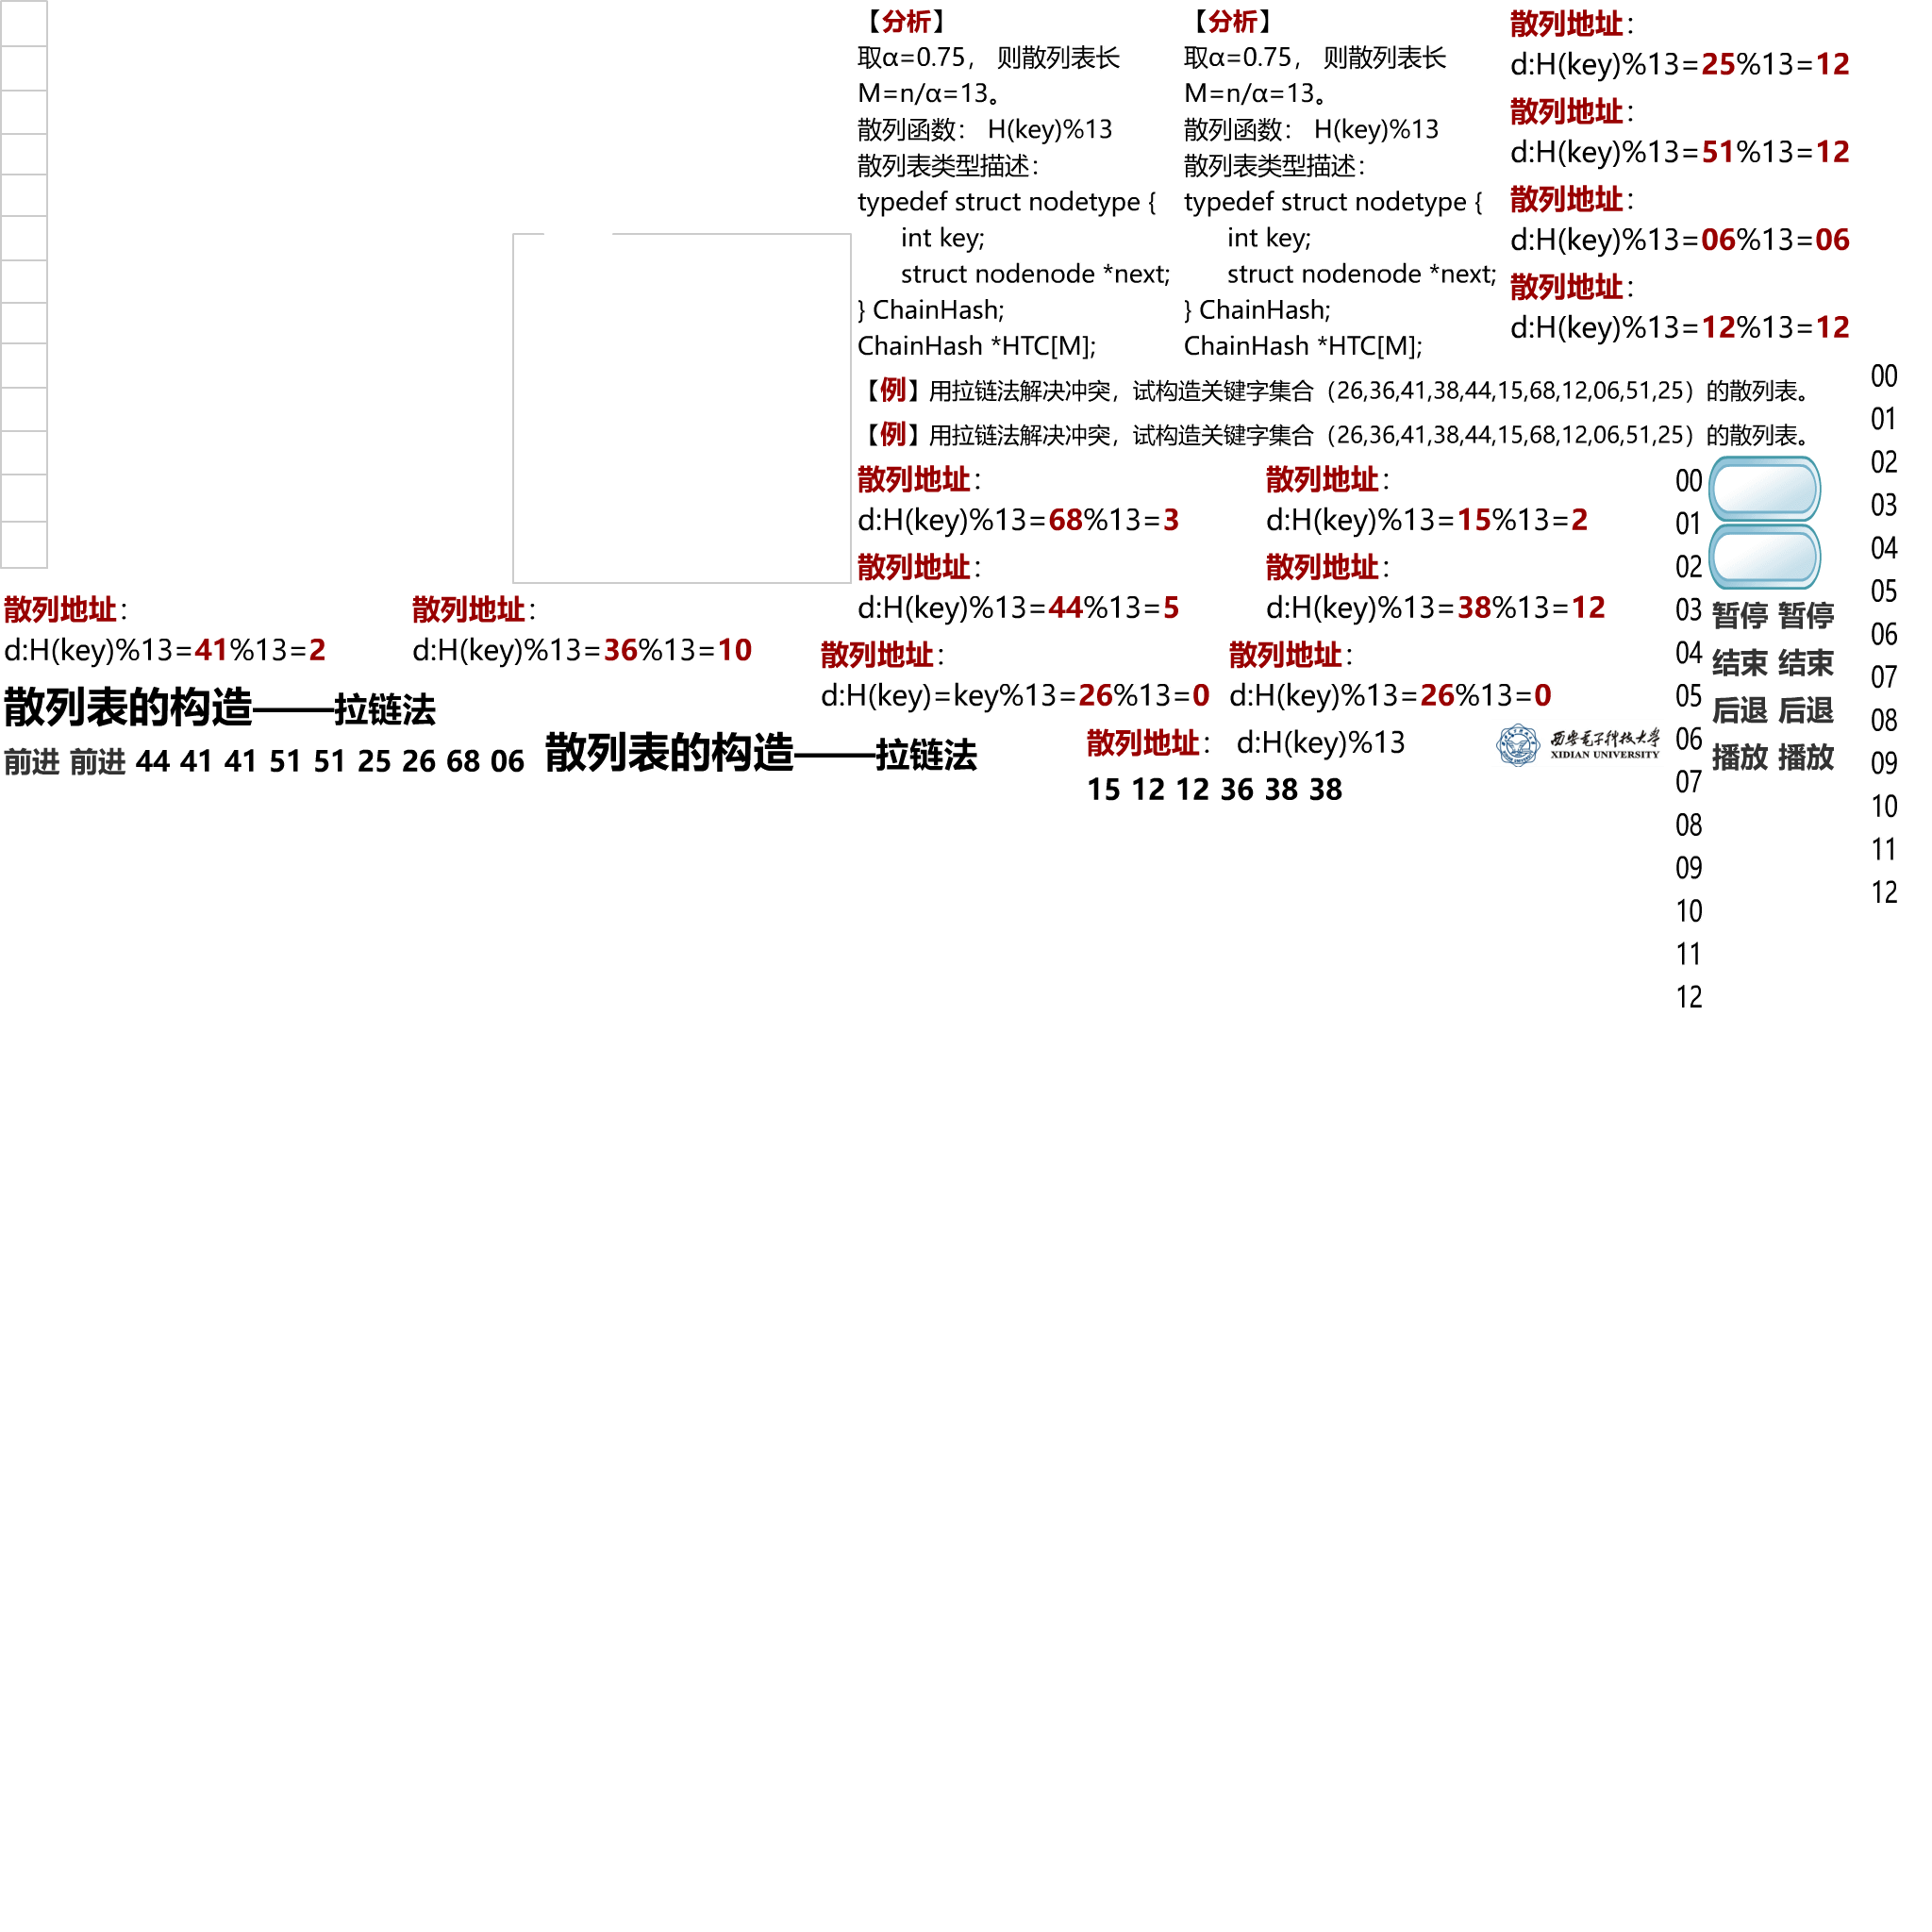 【分析】
取α=0.75， 则散列表长
M=n/α=13。
散列函数： H(key)%13
散列表类型描述：
typedef struct nodetype {
int key;
struct nodenode *next;
} ChainHash;
ChainHash *HTC[M];
【分析】
取α=0.75， 则散列表长
M=n/α=13。
散列函数： H(key)%13
散列表类型描述：
typedef struct nodetype {
int key;
struct nodenode *next;
} ChainHash;
ChainHash *HTC[M];
散列地址：
d:H(key)%13=25%13=12
散列地址：
d:H(key)%13=51%13=12
散列地址：
d:H(key)%13=06%13=06
散列地址：
d:H(key)%13=12%13=12
【例】用拉链法解决冲突，试构造关键字集合（26,36,41,38,44,15,68,12,06,51,25）的散列表。
【例】用拉链法解决冲突，试构造关键字集合（26,36,41,38,44,15,68,12,06,51,25）的散列表。
散列地址：
d:H(key)%13=68%13=3
散列地址：
d:H(key)%13=15%13=2
散列地址：
d:H(key)%13=44%13=5
散列地址：
d:H(key)%13=38%13=12
散列地址：
d:H(key)%13=41%13=2
散列地址：
d:H(key)%13=36%13=10
散列地址：
d:H(key)=key%13=26%13=0
散列地址：
d:H(key)%13=26%13=0
散列表的构造——拉链法
前进 前进 44 41 41 51 51 25 26 68 06
散列表的构造——拉链法
散列地址： d:H(key)%13
15 12 12 36 38 38
西安电子科技大学
XIDIAN UNIVERSITY
00
01
02
03
04
05
06
07
08
09
10
11
12
暂停 暂停
结束 结束
后退 后退
播放 播放
00
01
02
03
04
05
06
07
08
09
10
11
12